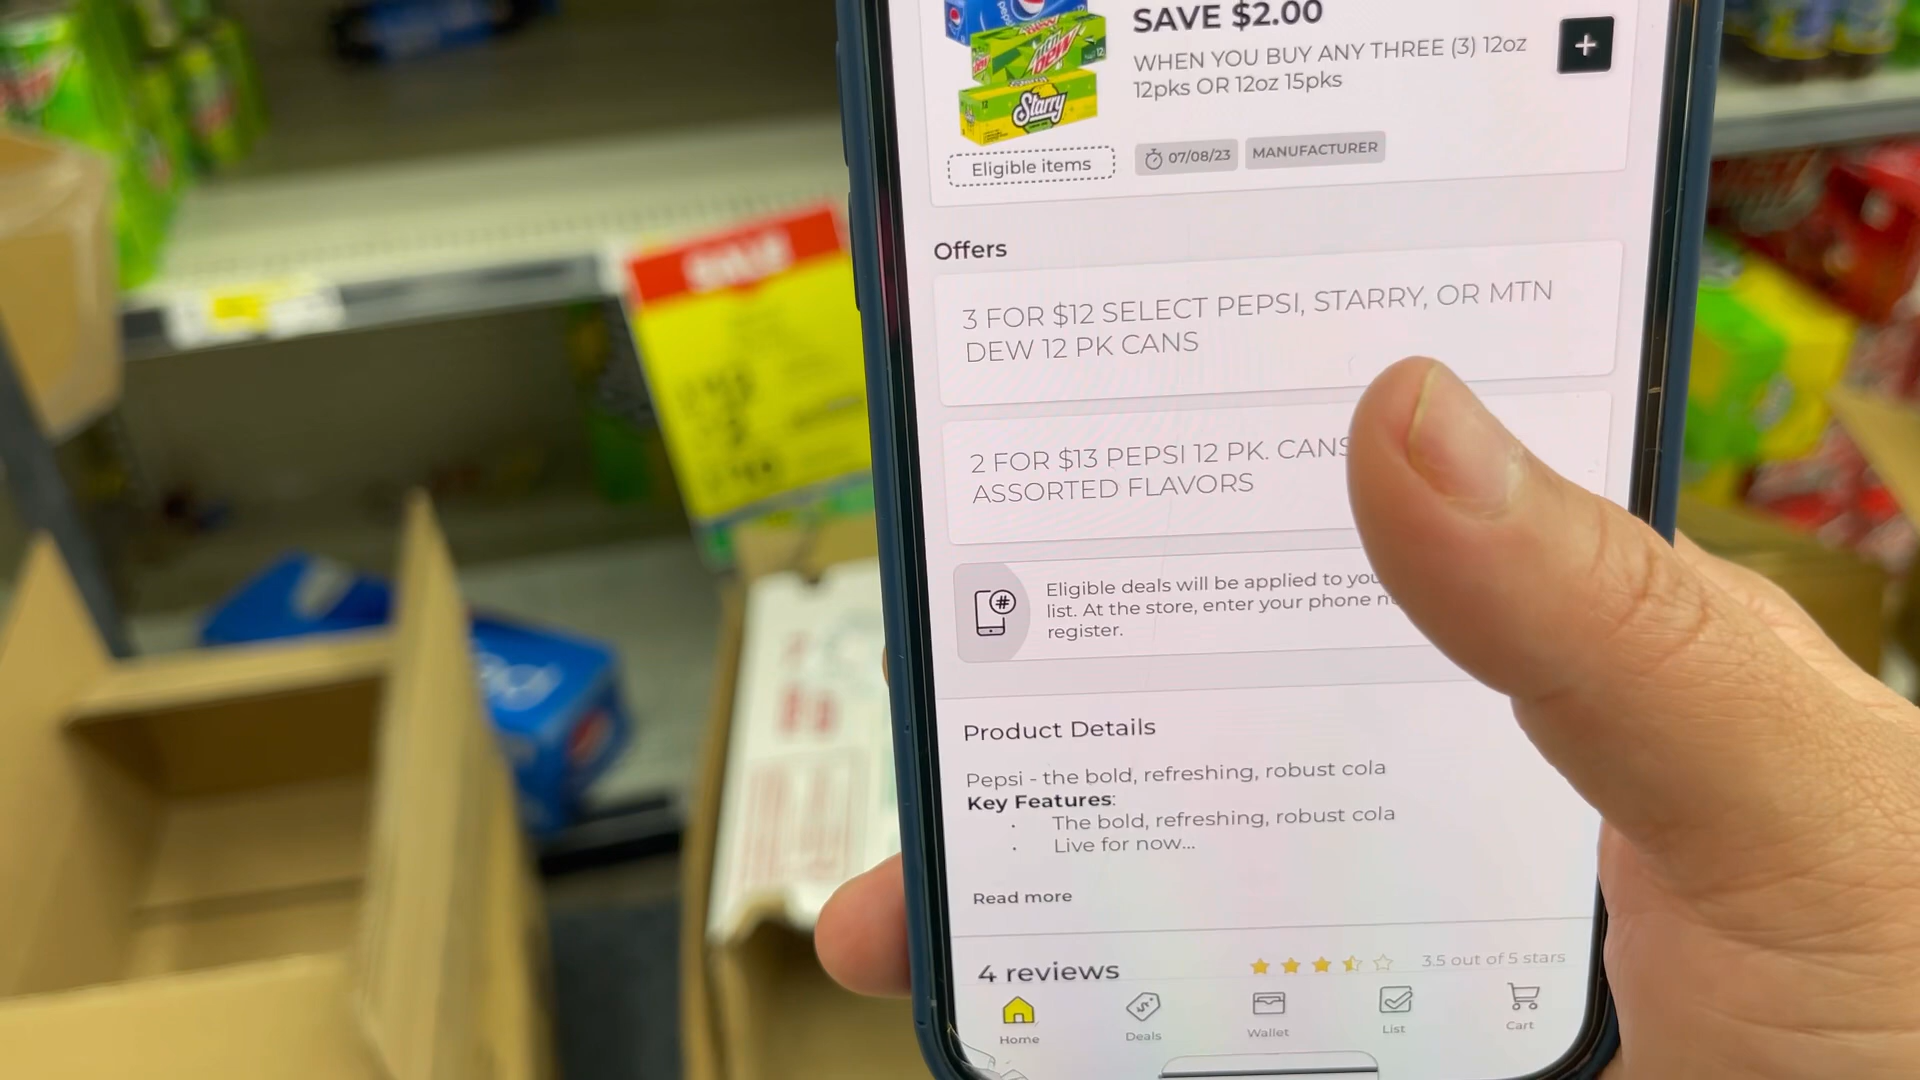 SAVE $2.00
WHEN YOU BUY ANY THREE (3) 12oz
12pks OR 12oz 15pks
Starry
Eligible items
07/08/23
MANUFACTURER
Offers
3 FOR $12 SELECT PEPSI, STARRY, OR MTN
DEW 12 PK CANS
2 FOR $13 PEPSI 12 PK. CANS
ASSORTED FLAVORS
Eligible deals will be applied to you
list. At the store, enter your phone
register.
Product Details
Pepsi - the bold, refreshing, robust cola
Key Features:
· The bold, refreshing, robust cola
· Live for now...
Read more
4 reviews
3.5 out of 5 stars
Home
Deals
Wallet
List
Cart
SALE